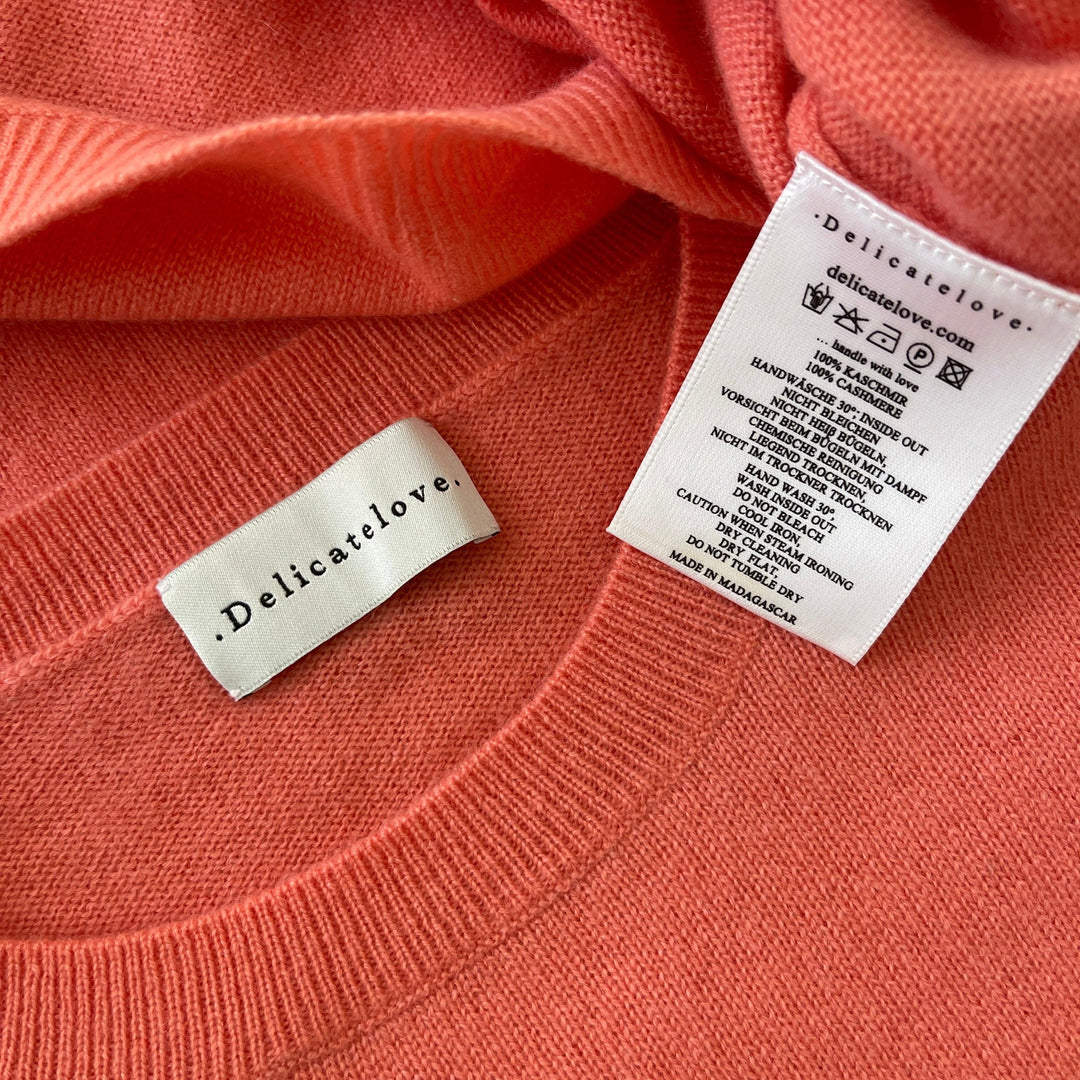 .Delicatelove.
.Delicatelove.
delicatelove.com
P
... handle with love
100% KASCHMIR
100% CASHMERE
HANDWÄSCHE 30°, INSIDE OUT
NICHT BLEICHEN
NICHT HEIß BÜGELN,
VORSICHT BEIM BÜGELN MIT DAMPF
CHEMISCHE REINIGUNG
LIEGEND TROCKNEN,
NICHT IM TROCKNER TROCKNEN
HAND WASH 30°,
WASH INSIDE OUT
DO NOT BLEACH
COOL IRON,
CAUTION WHEN STEAM IRONING
DRY CLEANING
DRY FLAT,
DO NOT TUMBLE DRY
MADE IN MADAGASCAR